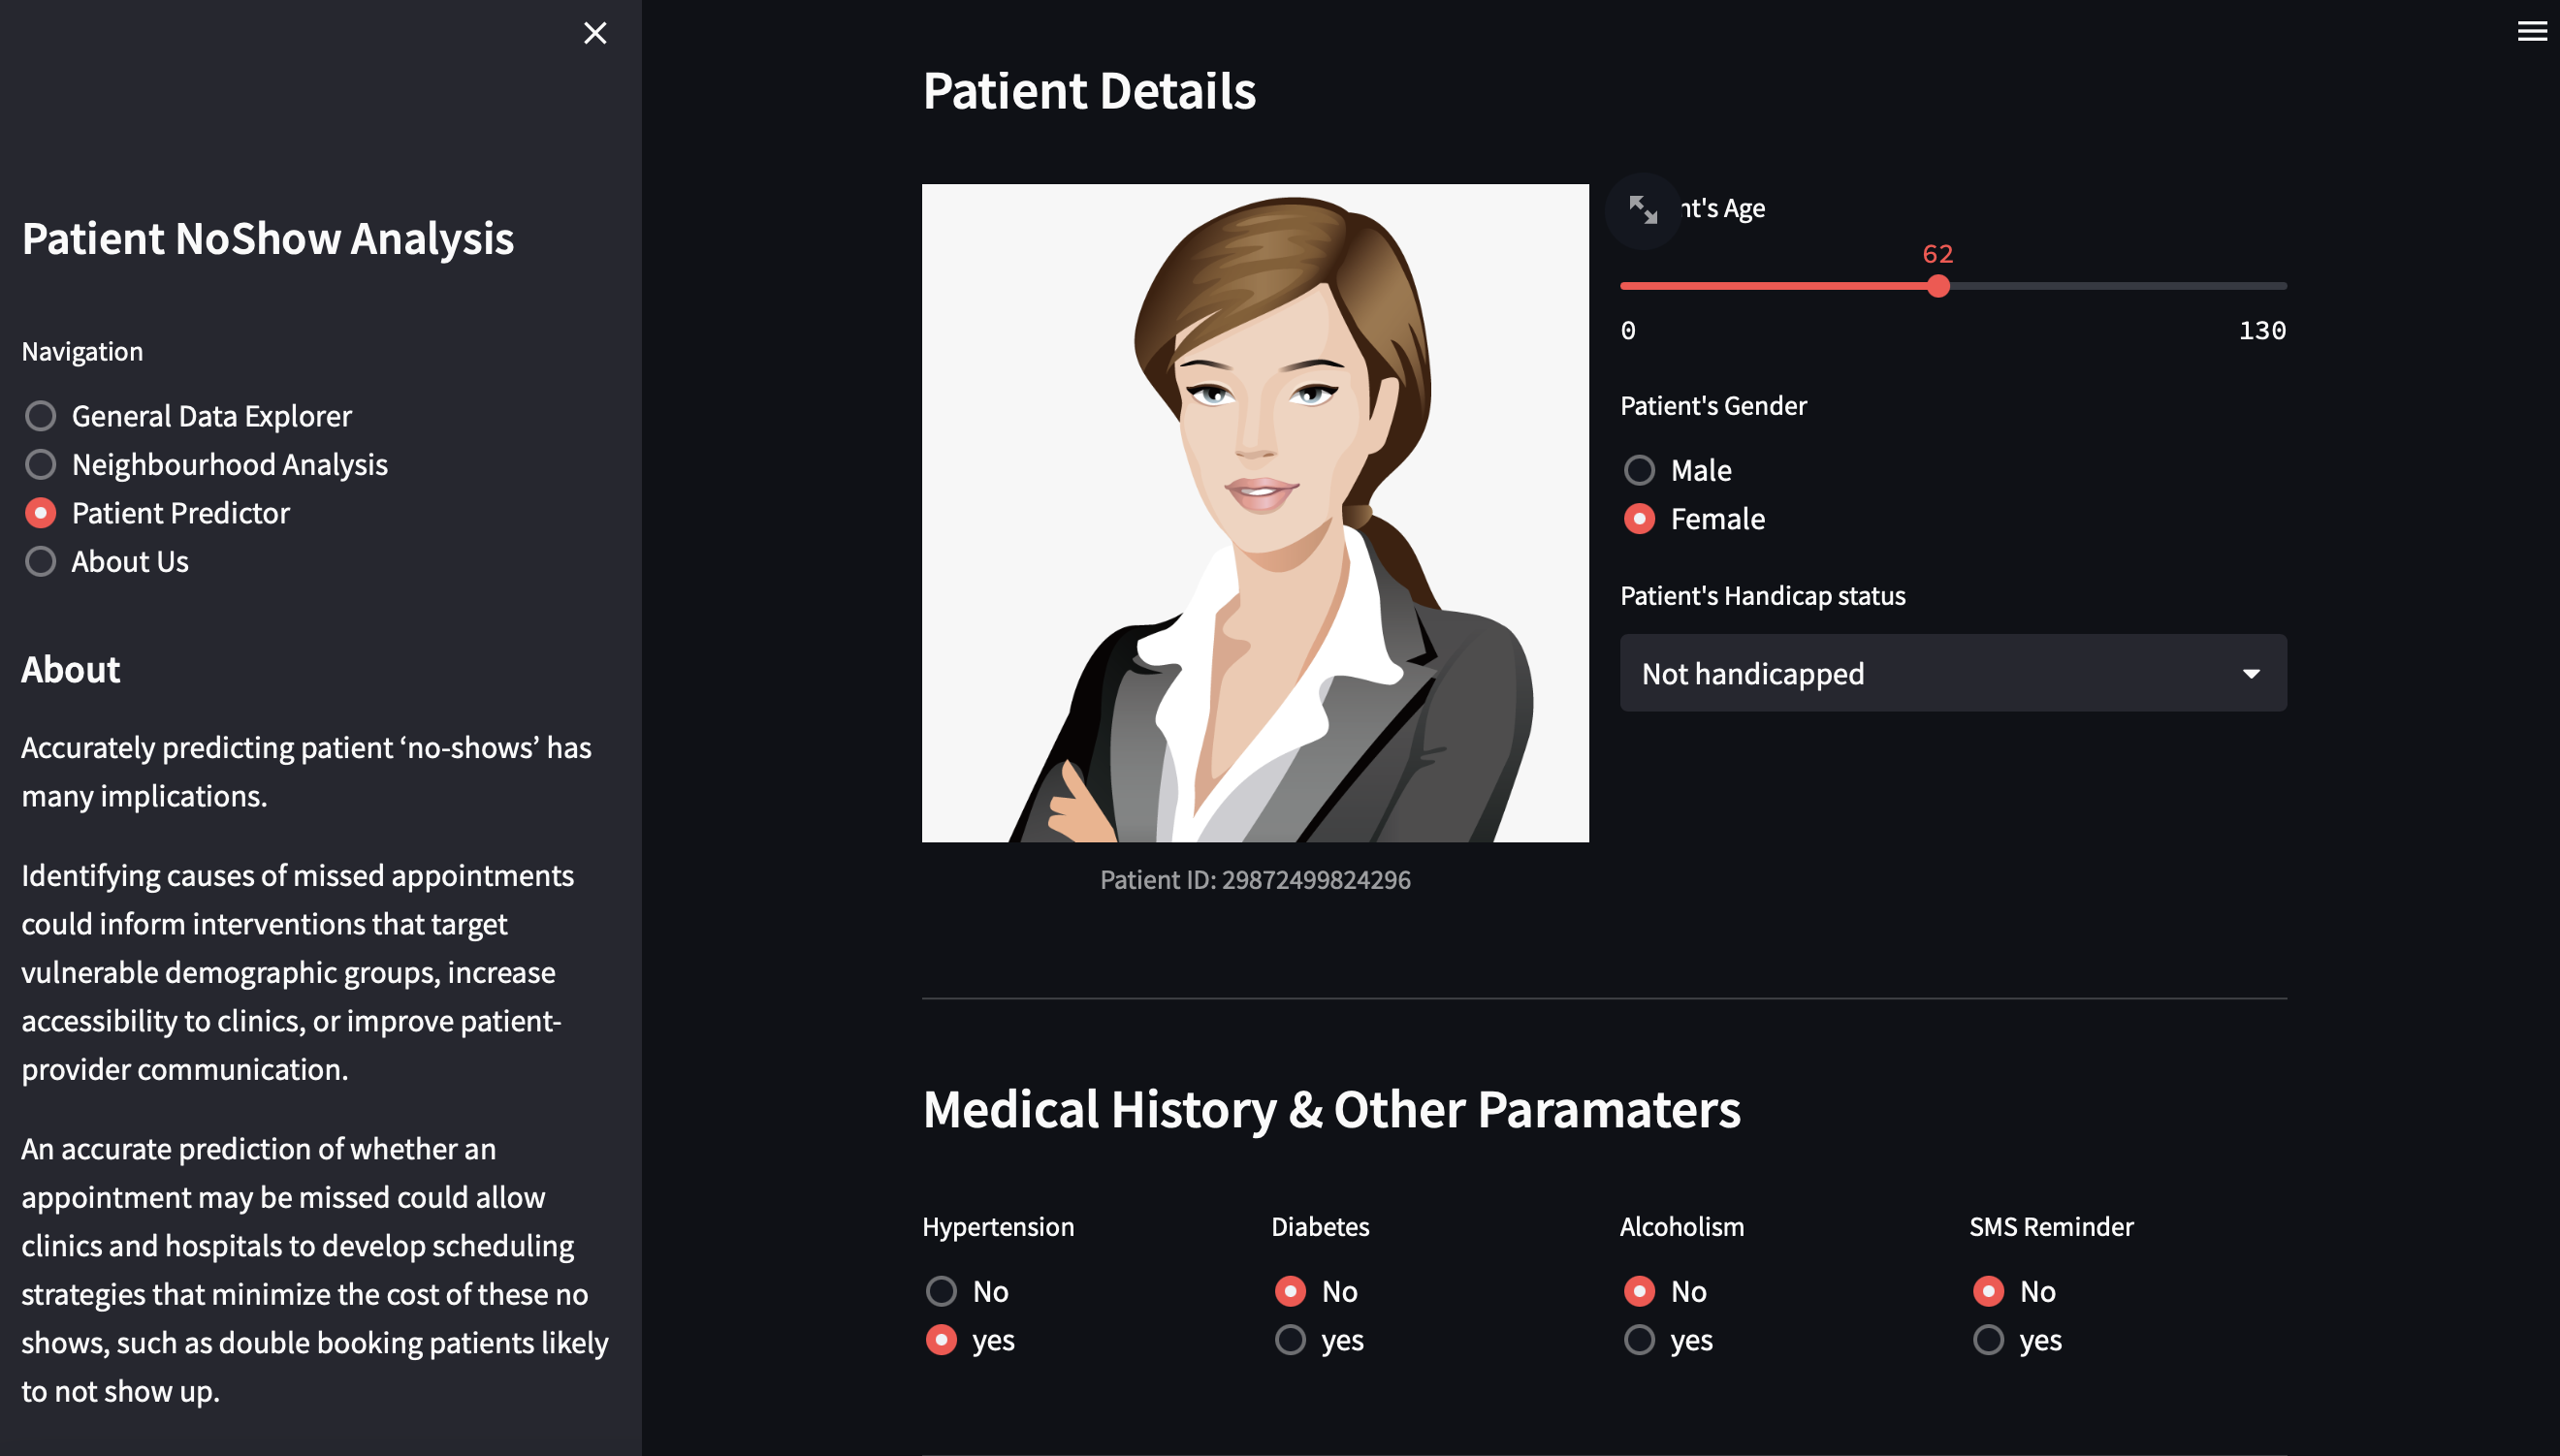 Patient NoShow Analysis
Navigation
General Data Explorer
Neighbourhood Analysis
Patient Predictor
About Us
About
Accurately predicting patient ‘no-shows’ has
many implications.
Identifying causes of missed appointments
could inform interventions that target
vulnerable demographic groups, increase
accessibility to clinics, or improve patient-
provider communication.
An accurate prediction of whether an
appointment may be missed could allow
clinics and hospitals to develop scheduling
strategies that minimize the cost of these no
shows, such as double booking patients likely
to not show up.
Patient Details
Patient ID: 29872499824296
nt's Age
62
0 130
Patient's Gender
Male
Female
Patient's Handicap status
Not handicapped
Medical History & Other Paramaters
Hypertension
No
yes
Diabetes
No
yes
Alcoholism
No
yes
SMS Reminder
No
yes